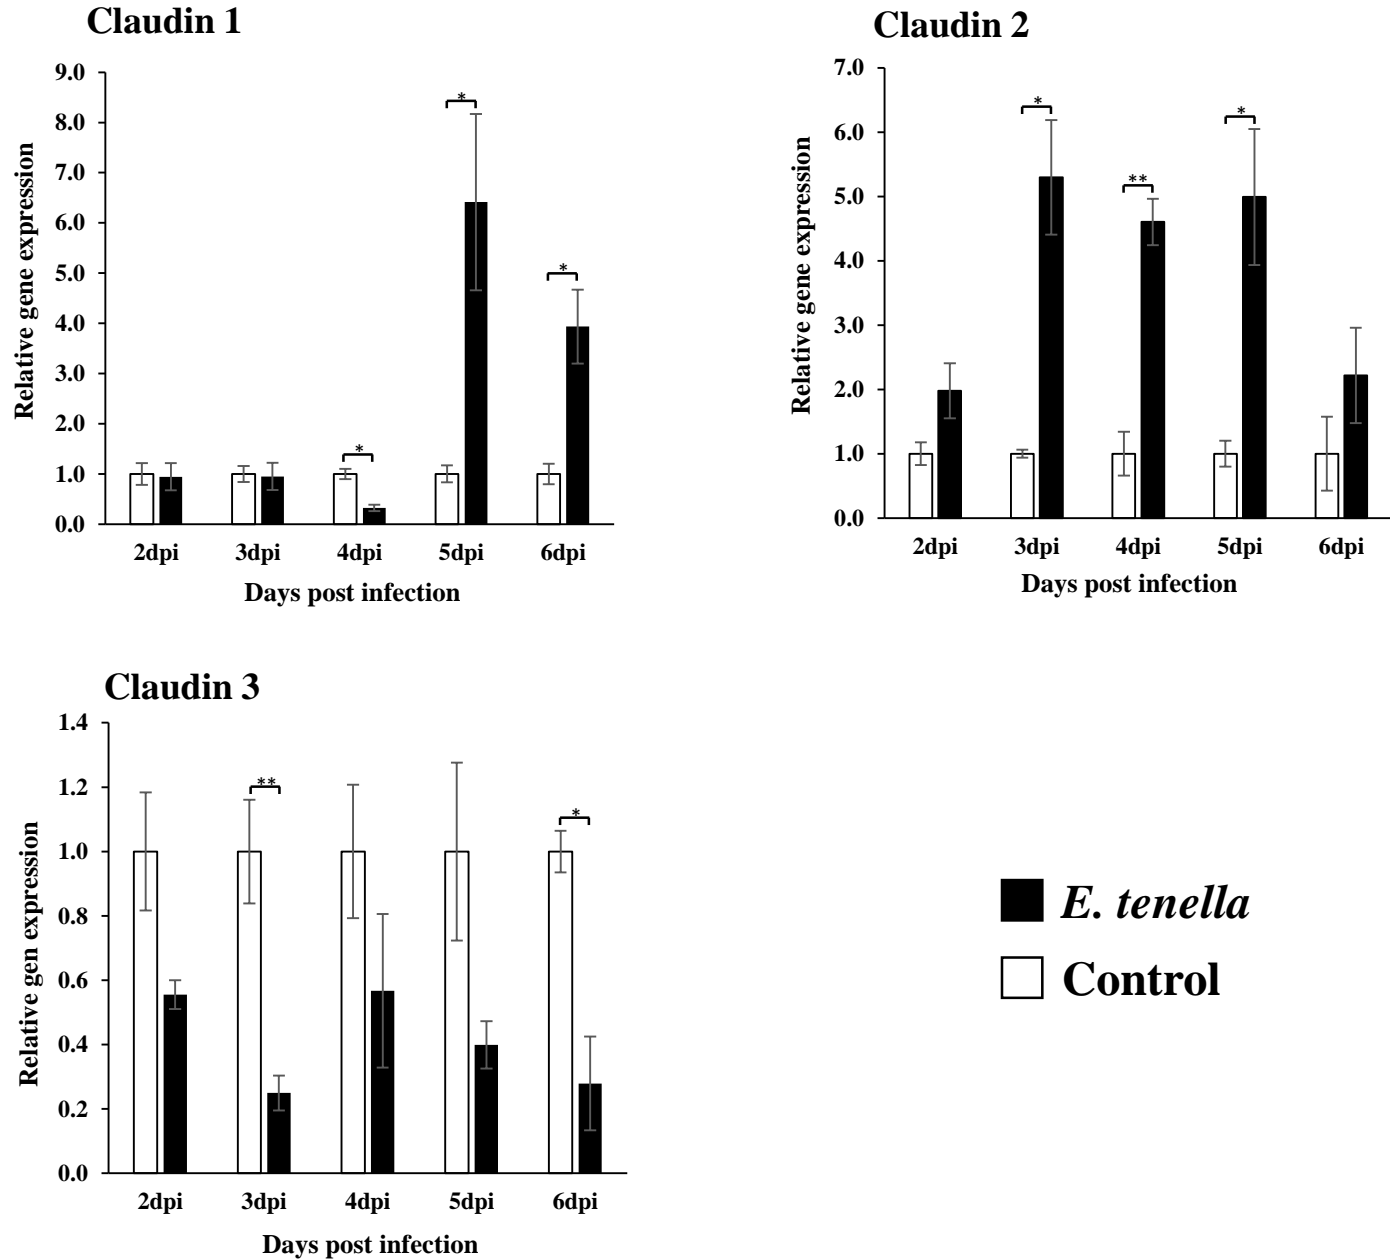 Claudin 1
Relative gene expression
9.0
8.0
7.0
6.0
5.0
4.0
3.0
2.0
1.0
0.0
*
*
*
2dpi 3dpi 4dpi 5dpi 6dpi
Days post infection
Claudin 2
Relative gene expression
7.0
6.0
5.0
4.0
3.0
2.0
1.0
0.0
*
**
*
2dpi 3dpi 4dpi 5dpi 6dpi
Days post infection
Claudin 3
Relative gen expression
1.4
1.2
1.0
0.8
0.6
0.4
0.2
0.0
**
*
2dpi 3dpi 4dpi 5dpi 6dpi
Days post infection
E. tenella
Control